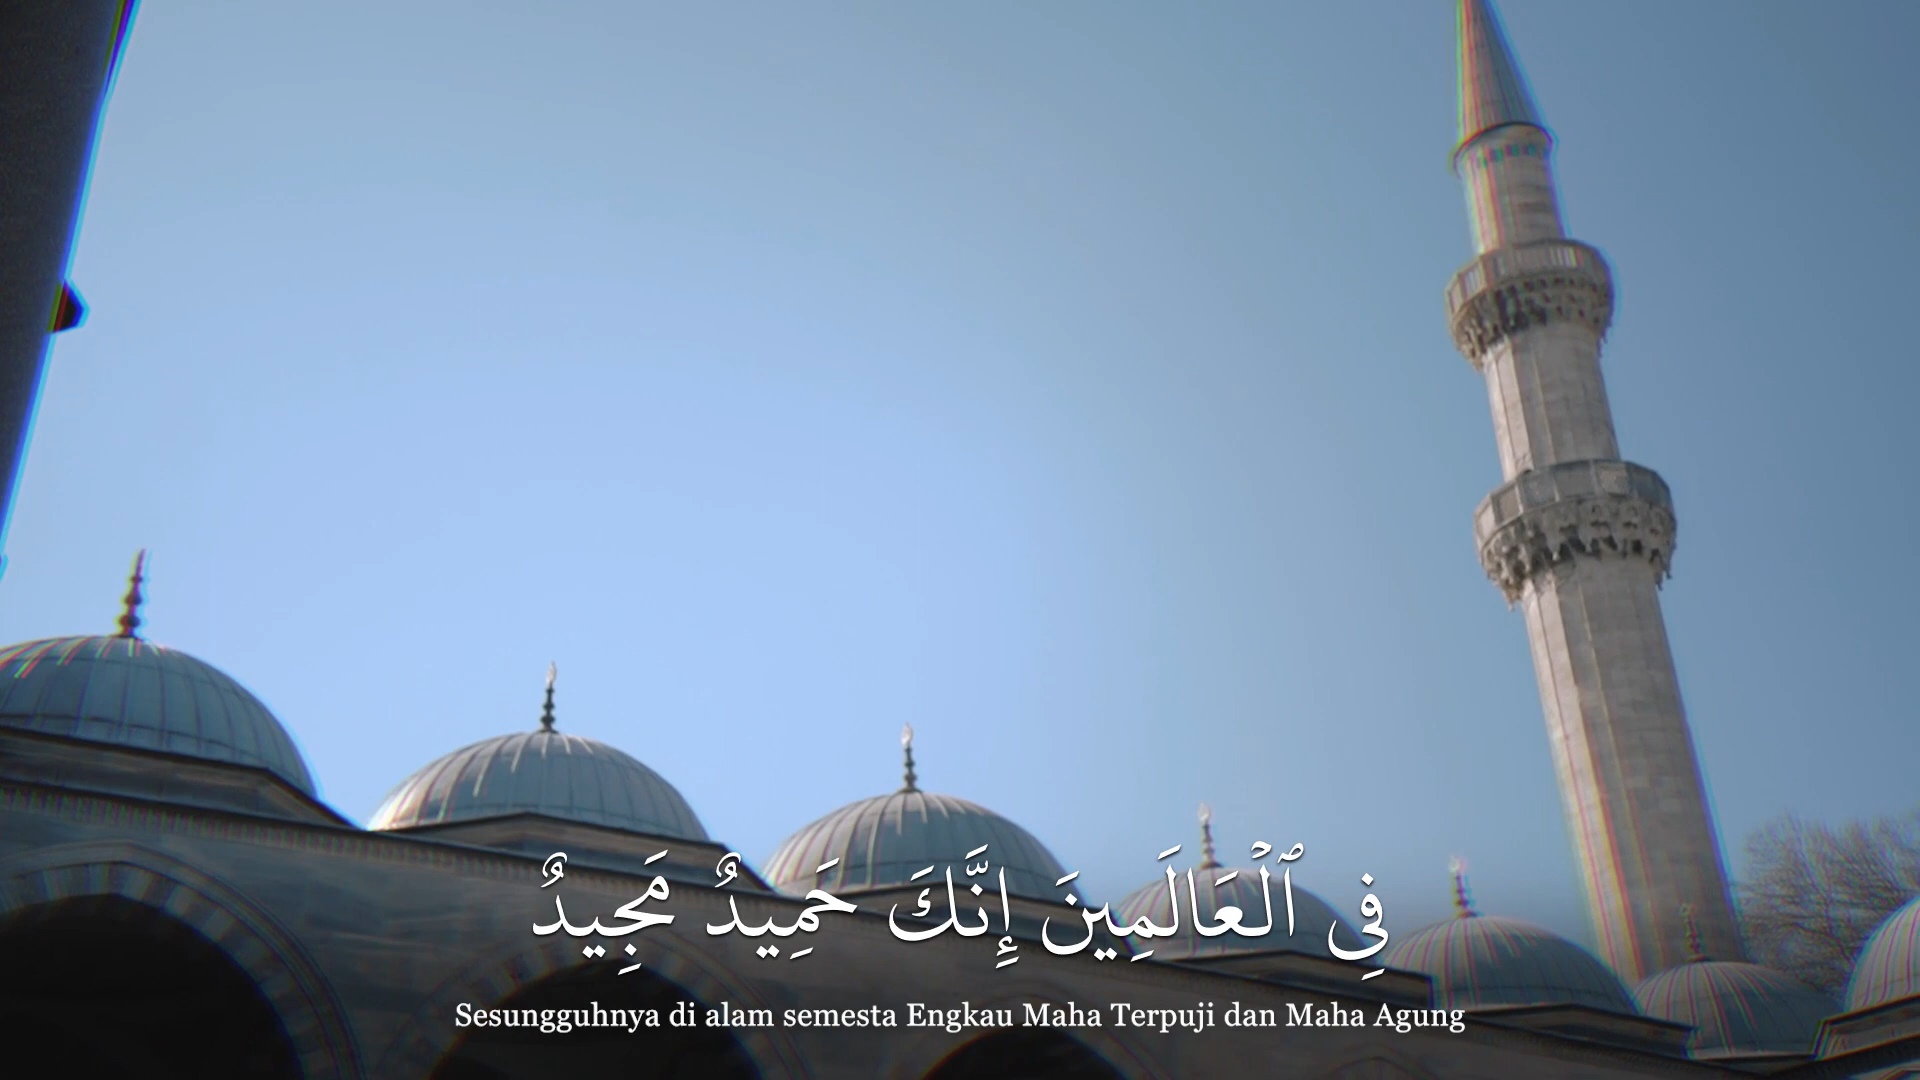 فِي ٱلْعَالَمِينَ إِنَّكَ حَمِيدٌ مَجِيدٌ
Sesungguhnya di alam semesta Engkau Maha Terpuji dan Maha Agung